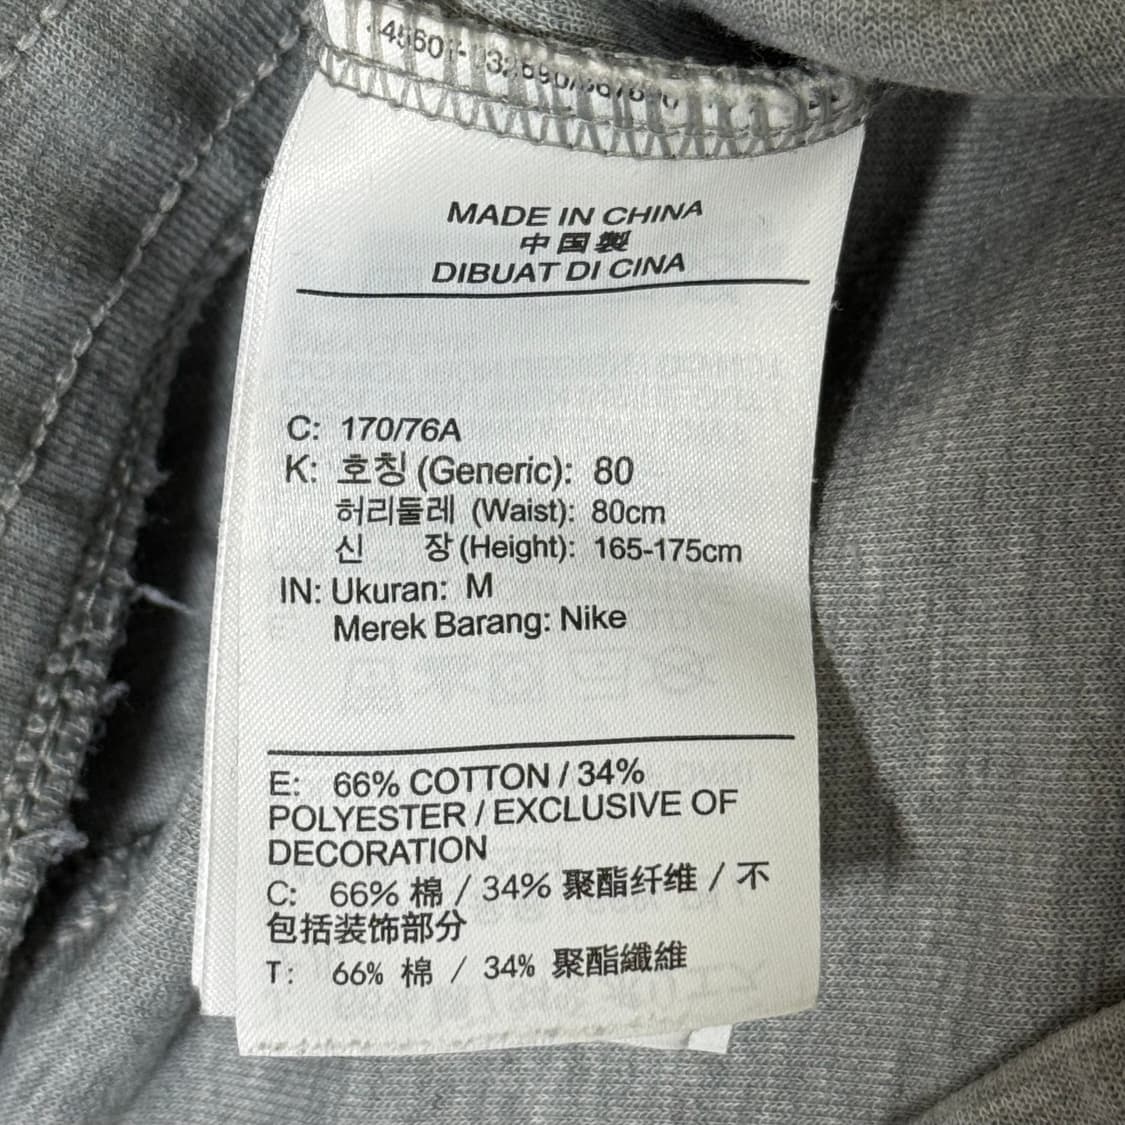 MADE IN CHINA
中国製
DIBUAT DI CINA
C: 170/76A
K: 호칭 (Generic): 80
허리둘레 (Waist): 80cm
신 장 (Height): 165-175cm
IN: Ukuran: M
Merek Barang: Nike
E: 66% COTTON / 34%
POLYESTER / EXCLUSIVE OF
DECORATION
C: 66% 棉 / 34% 聚酯纤维 / 不
包括装饰部分
T: 66% 棉 / 34% 聚酯纖維